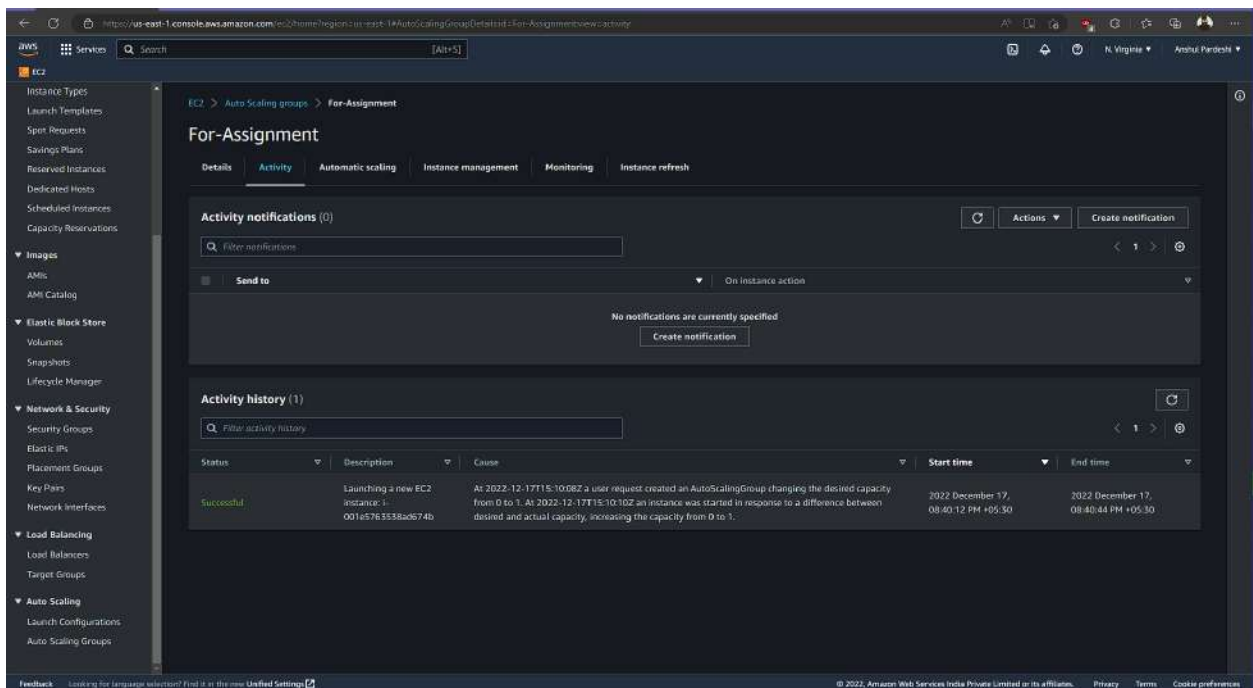 https://us-east-1.console.aws.amazon.com/ec2/home?region=us-east-1#AutoScalingGroupDetails:id=For-Assignment;view=activity
aws Services Search [Alt+S] N. Virginia Anshul Pardeshi
EC2
Instance Types
Launch Templates
Spot Requests
Savings Plans
Reserved Instances
Dedicated Hosts
Scheduled Instances
Capacity Reservations
Images
AMIs
AMI Catalog
Elastic Block Store
Volumes
Snapshots
Lifecycle Manager
Network & Security
Security Groups
Elastic IPs
Placement Groups
Key Pairs
Network Interfaces
Load Balancing
Load Balancers
Target Groups
Auto Scaling
Launch Configurations
Auto Scaling Groups
EC2 > Auto Scaling groups > For-Assignment
For-Assignment
Details Activity Automatic scaling Instance management Monitoring Instance refresh
Activity notifications (0) Actions Create notification
Filter notifications 1
Send to On instance action
No notifications are currently specified
Create notification
Activity history (1)
Filter activity history 1
Status Description Cause Start time End time
Successful
Launching a new EC2
instance: i-
001e5763538ad674b
At 2022-12-17T15:10:08Z a user request created an AutoScalingGroup changing the desired capacity
from 0 to 1. At 2022-12-17T15:10:10Z an instance was started in response to a difference between
desired and actual capacity, increasing the capacity from 0 to 1.
2022 December 17,
08:40:12 PM +05:30
2022 December 17,
08:40:44 PM +05:30
Feedback Looking for language selection? Find it in the new Unified Settings © 2022, Amazon Web Services India Private Limited or its affiliates. Privacy Terms Cookie preferences